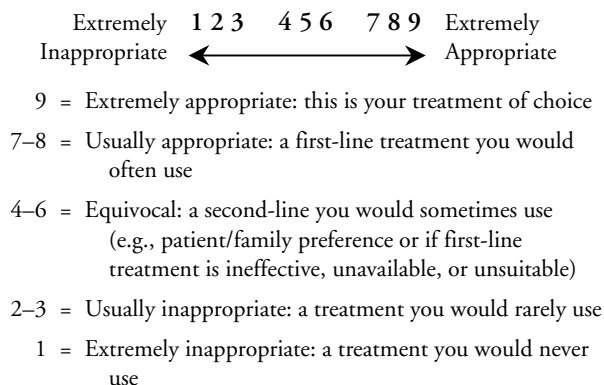 Extremely 1 2 3 4 5 6 7 8 9 Extremely
Inappropriate Appropriate
9 = Extremely appropriate: this is your treatment of choice
7–8 = Usually appropriate: a first-line treatment you would
often use
4–6 = Equivocal: a second-line you would sometimes use
(e.g., patient/family preference or if first-line
treatment is ineffective, unavailable, or unsuitable)
2–3 = Usually inappropriate: a treatment you would rarely use
1 = Extremely inappropriate: a treatment you would never
use